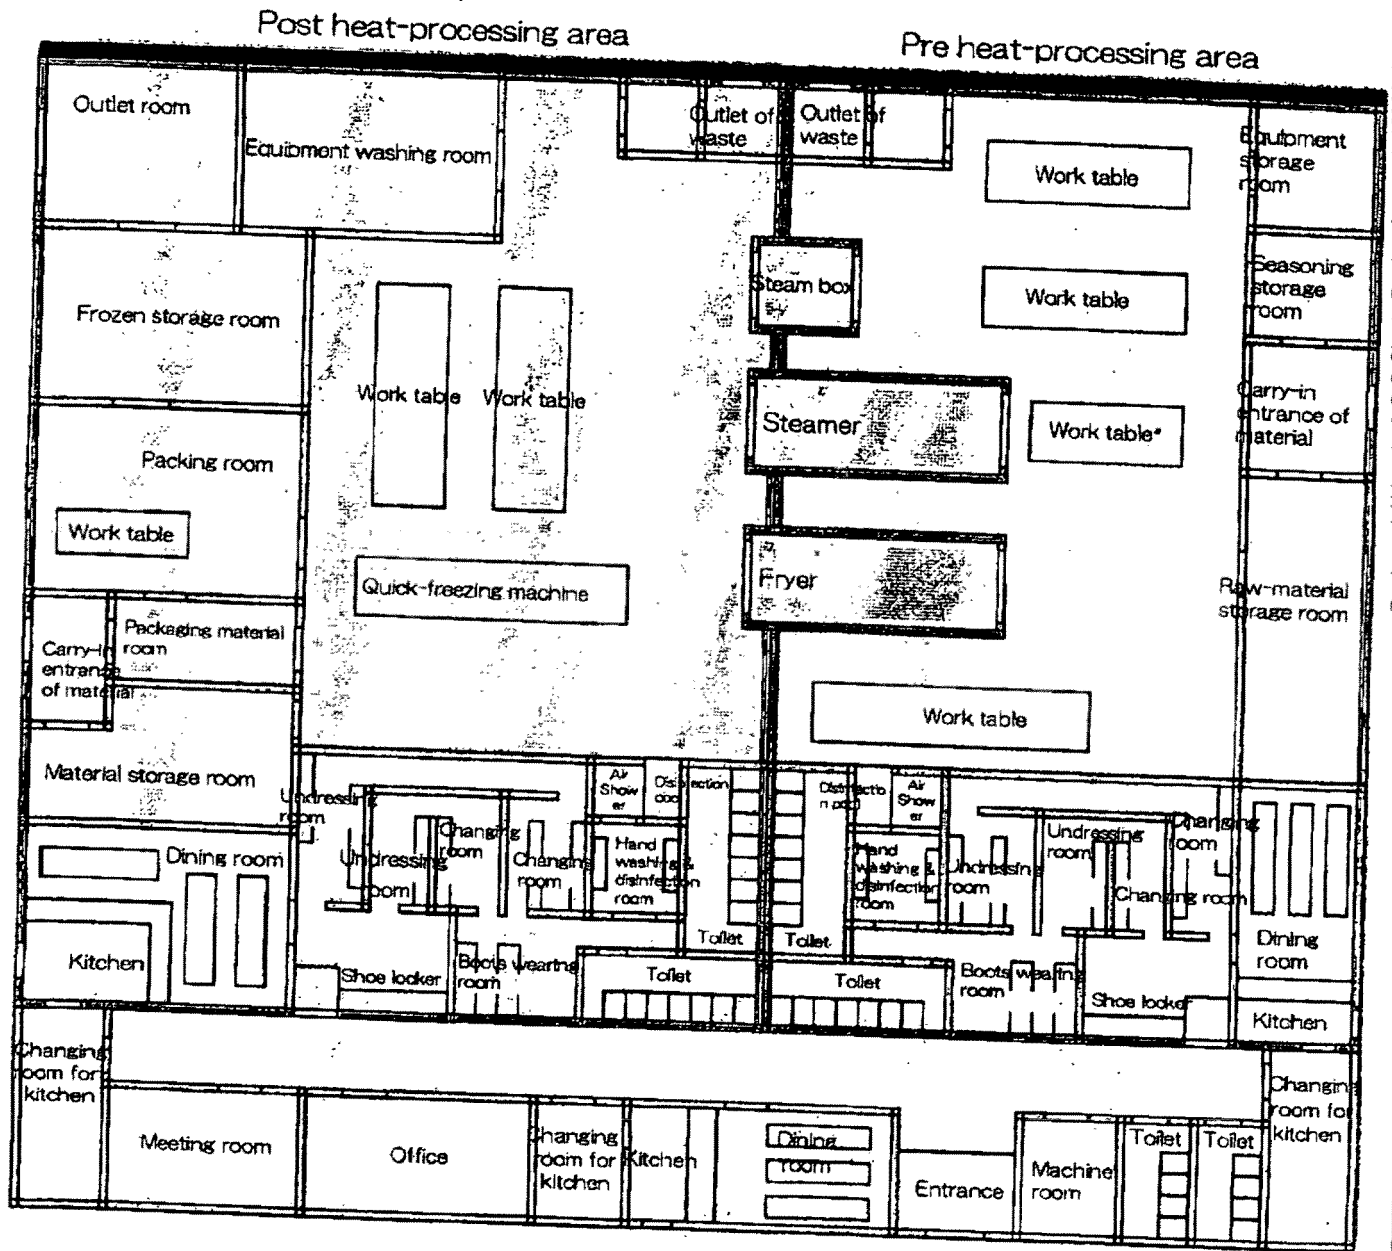 Post heat-processing area
Pre heat-processing area
Outlet room
Equipment washing room
Outlet of
waste
Outlet of
waste
Work table
Equipment
storage
room
Steam box
Work table
Seasoning
storage
room
Frozen storage room
Work table
Work table
Steamer
Work table
Carry-in
entrance of
material
Packing room
Work table
Quick-freezing machine
Fryer
Raw-material
storage room
Packaging material
room
Carry-in
entrance
of material
Work table
Material storage room
Undressing
room
Air
Show
er
Disinfection
Air
Show
er
Dining room
Undressing
room
Changing
room
Changing
room
Hand
washing &
disinfection
room
Hand
washing &
disinfection
room
Undressing
room
Undressing
room
Changing
room
Changing room
Toilet
Toilet
Dining
room
Kitchen
Shoe locker
Boots wearing
room
Toilet
Toilet
Boots wearing
room
Shoe locker
Kitchen
Changing
room for
kitchen
Meeting room
Office
Changing
room for
kitchen
Kitchen
Dining
room
Entrance
Machine
room
Toilet
Toilet
Changing
room for
kitchen